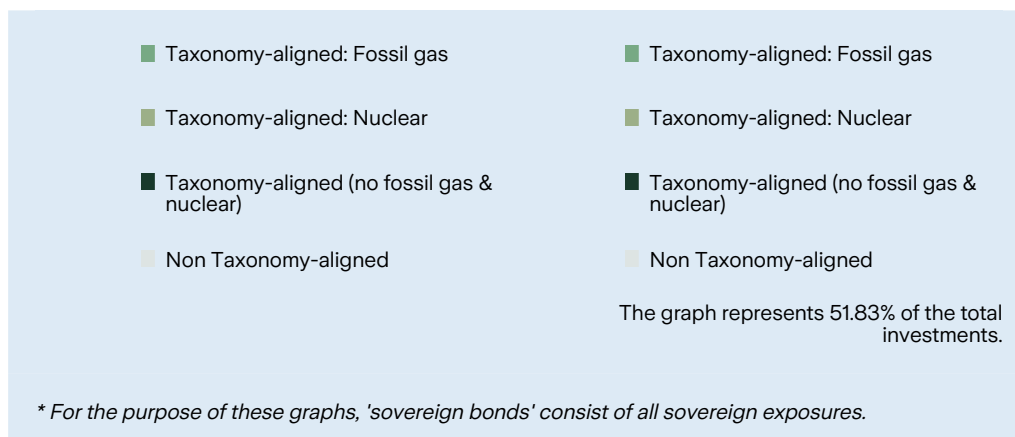 Taxonomy-aligned: Fossil gas
Taxonomy-aligned: Nuclear
Taxonomy-aligned (no fossil gas &
nuclear)
Non Taxonomy-aligned
Taxonomy-aligned: Fossil gas
Taxonomy-aligned: Nuclear
Taxonomy-aligned (no fossil gas &
nuclear)
Non Taxonomy-aligned
The graph represents 51.83% of the total
investments.
* For the purpose of these graphs, 'sovereign bonds' consist of all sovereign exposures.